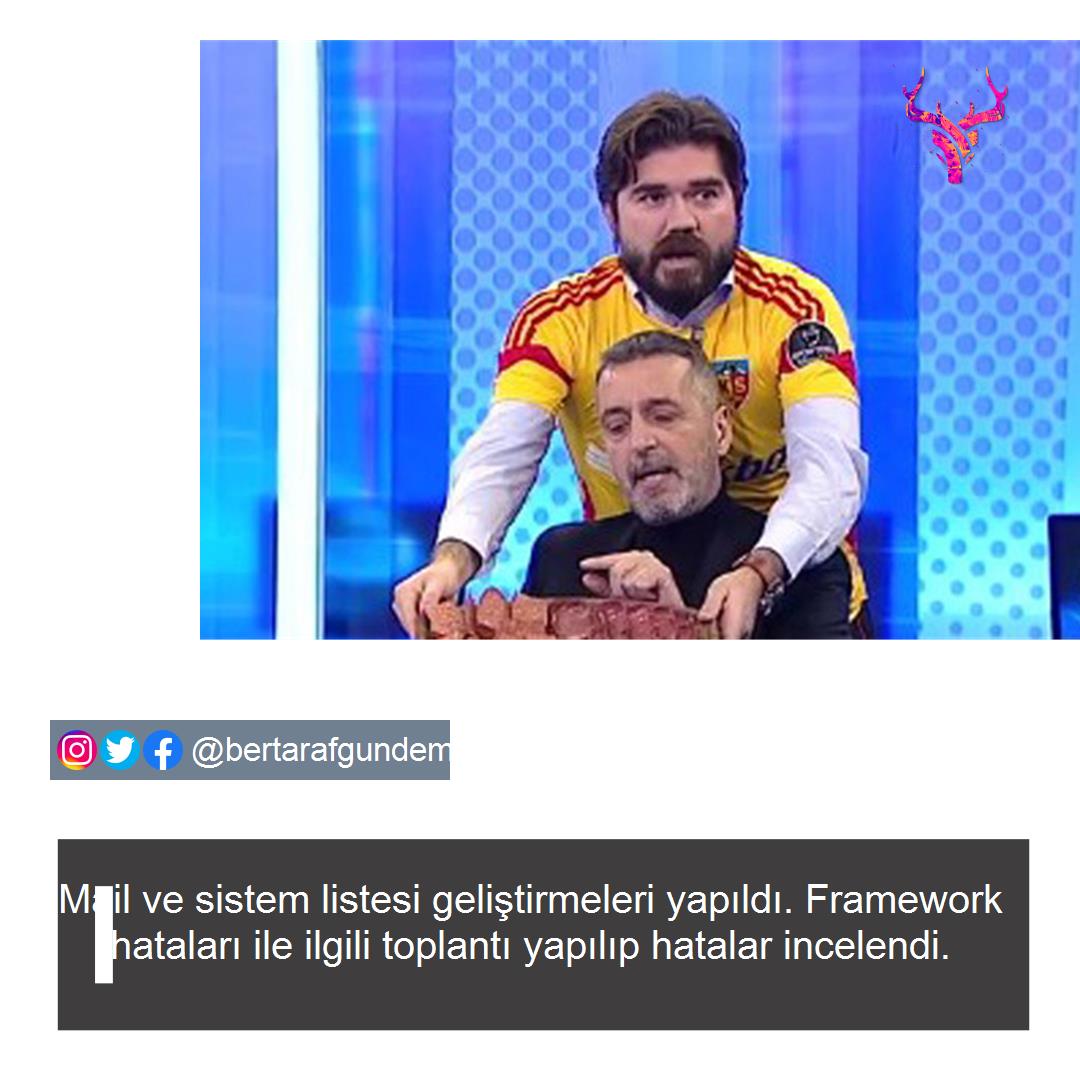 @bertarafgundem
Mail ve sistem listesi geliştirmeleri yapıldı. Framework
hataları ile ilgili toplantı yapılıp hatalar incelendi.